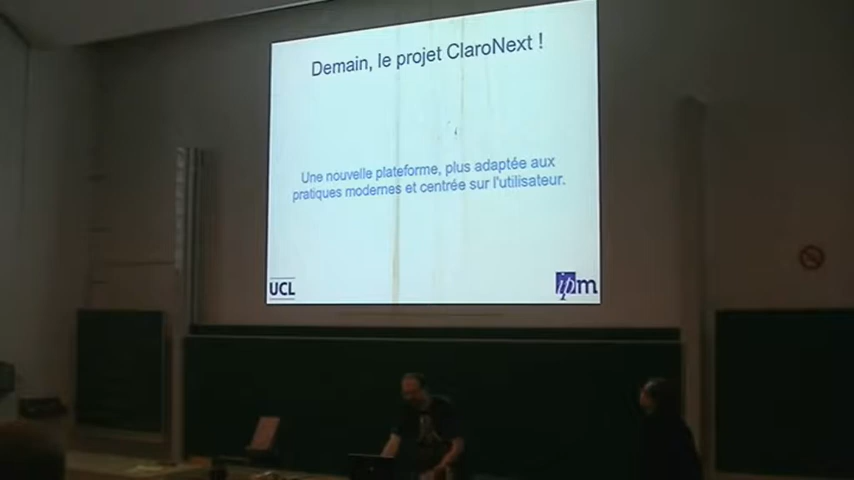 Demain, le projet ClaroNext !
Une nouvelle plateforme, plus adaptée aux
pratiques modernes et centrée sur l'utilisateur.
UCL
ipm